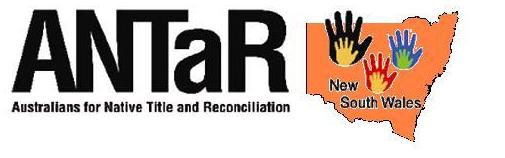 ANTaR
Australians for Native Title and Reconciliation
New
South Wales